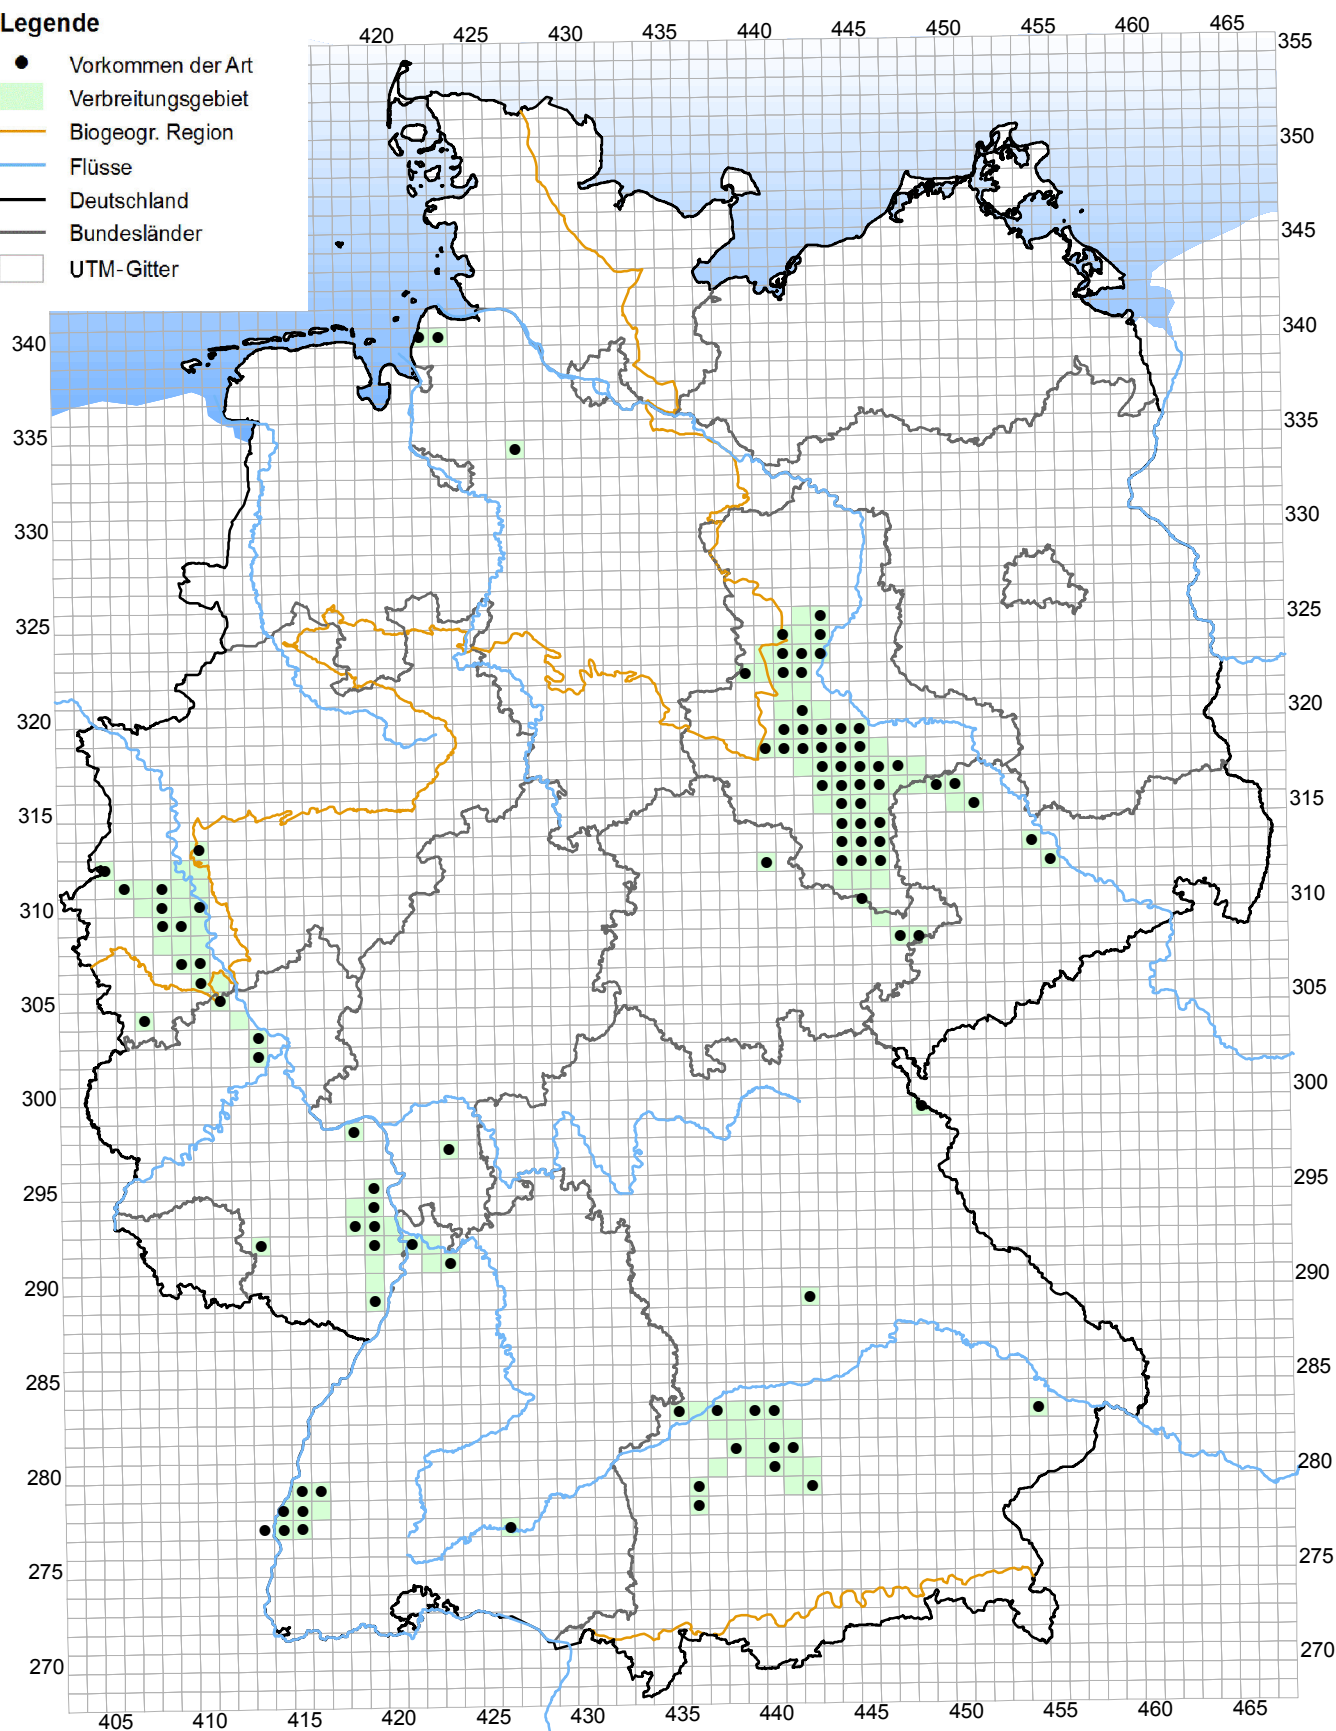 Legende
Vorkommen der Art
Verbreitungsgebiet
Biogeogr. Region
Flüsse
Deutschland
Bundesländer
UTM-Gitter
420 425 430 435 440 445 450 455 460 465
355
350
345
340 340
335 335
330 330
325 325
320 320
315 315
310 310
305 305
300 300
295 295
290 290
285 285
280 280
275 275
270 270
405 410 415 420 425 430 435 440 445 450 455 460 465